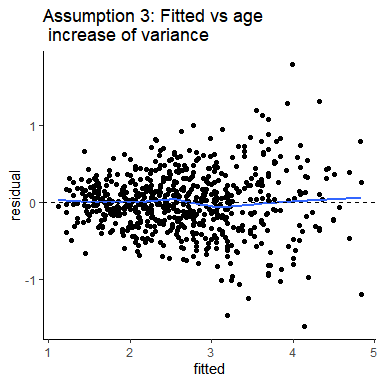 Assumption 3: Fitted vs age
increase of variance
residual
1
0
-1
1
2
3
4
5
fitted